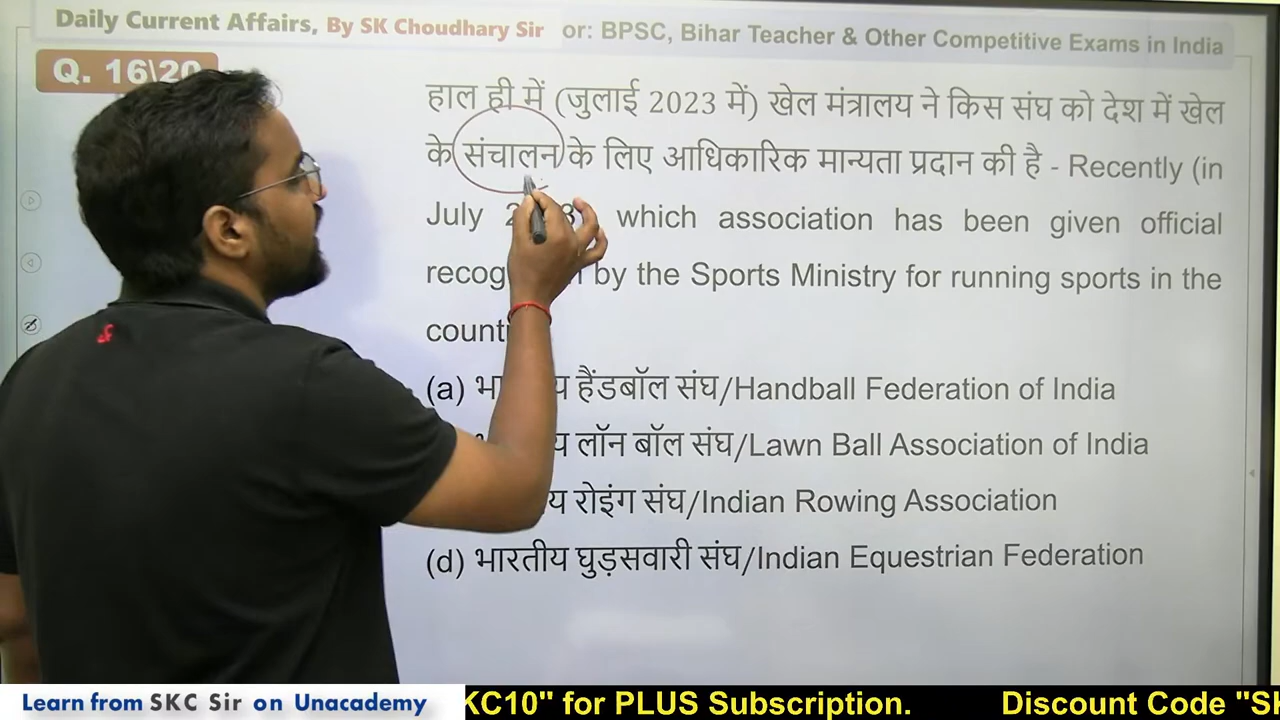 Daily Current Affairs, By SK Choudhary Sir or: BPSC, Bihar Teacher & Other Competitive Exams in India
Q. 16\20
हाल ही में (जुलाई 2023 में) खेल मंत्रालय ने किस संघ को देश में खेल
के संचालन के लिए आधिकारिक मान्यता प्रदान की है - Recently (in
July which association has been given official
by the Sports Ministry for running sports in the
(a) हैंडबॉल संघ/Handball Federation of India
लॉन बॉल संघ/Lawn Ball Association of India
रोइंग संघ/Indian Rowing Association
(d) भारतीय घुड़सवारी संघ/Indian Equestrian Federation
Learn from SKC Sir on Unacademy
KC10" for PLUS Subscription. Discount Code "SK